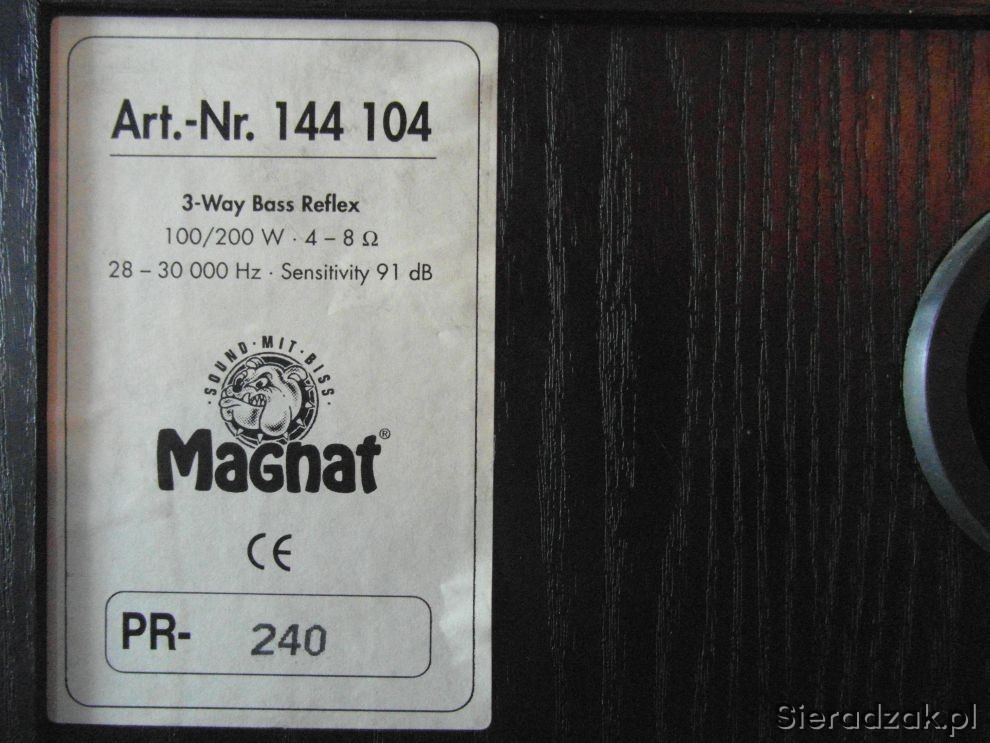 Art.-Nr. 144 104
3-Way Bass Reflex
100/200 W · 4 – 8 Ω
28 – 30 000 Hz · Sensitivity 91 dB
·SOUND·MIT·BISS·
Magnat®
CE
PR- 240
Sieradzak.pl